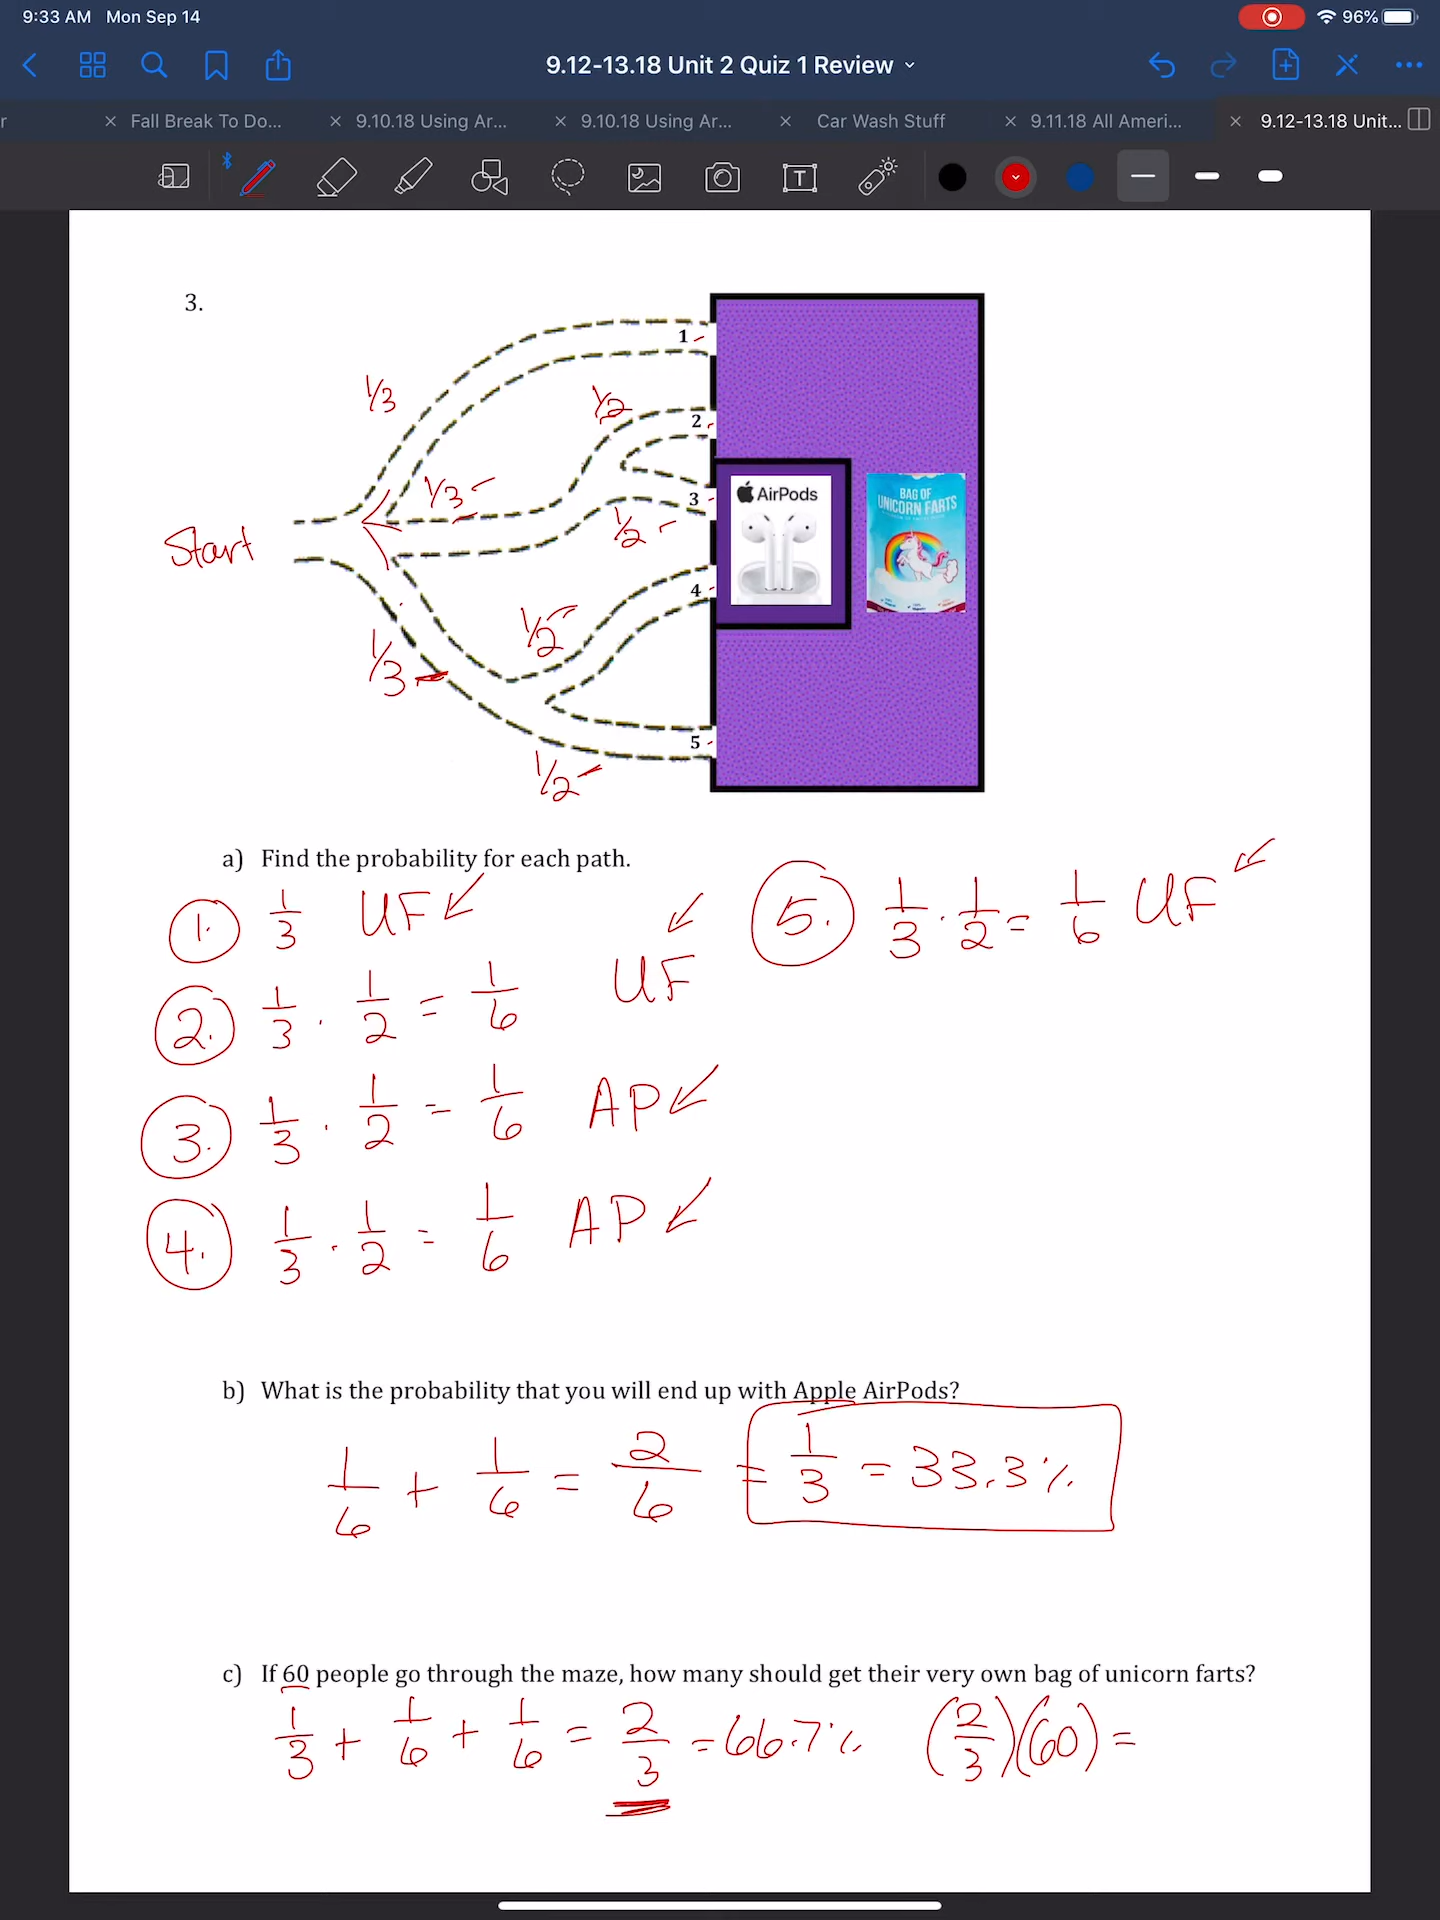 9:33 AM Mon Sep 14
96%
9.12-13.18 Unit 2 Quiz 1 Review
r
Fall Break To Do...
9.10.18 Using Ar...
9.10.18 Using Ar...
Car Wash Stuff
9.11.18 All Ameri...
9.12-13.18 Unit...
T
3.
1
1/3
1/2
2
1/3
3
AirPods
BAG OF
UNICORN FARTS
Start
1/2
4
1/2
1/3
5
1/2
a) Find the probability for each path.
1. 1/3 UF
5. 1/3 · 1/2 = 1/6 UF
2. 1/3 · 1/2 = 1/6 UF
3. 1/3 · 1/2 = 1/6 AP
4. 1/3 · 1/2 = 1/6 AP
b) What is the probability that you will end up with Apple AirPods?
1/6 + 1/6 = 2/6 = 1/3 = 33.3%
c) If 60 people go through the maze, how many should get their very own bag of unicorn farts?
1/3 + 1/6 + 1/6 = 2/3 = 66.7% (2/3)(60) =